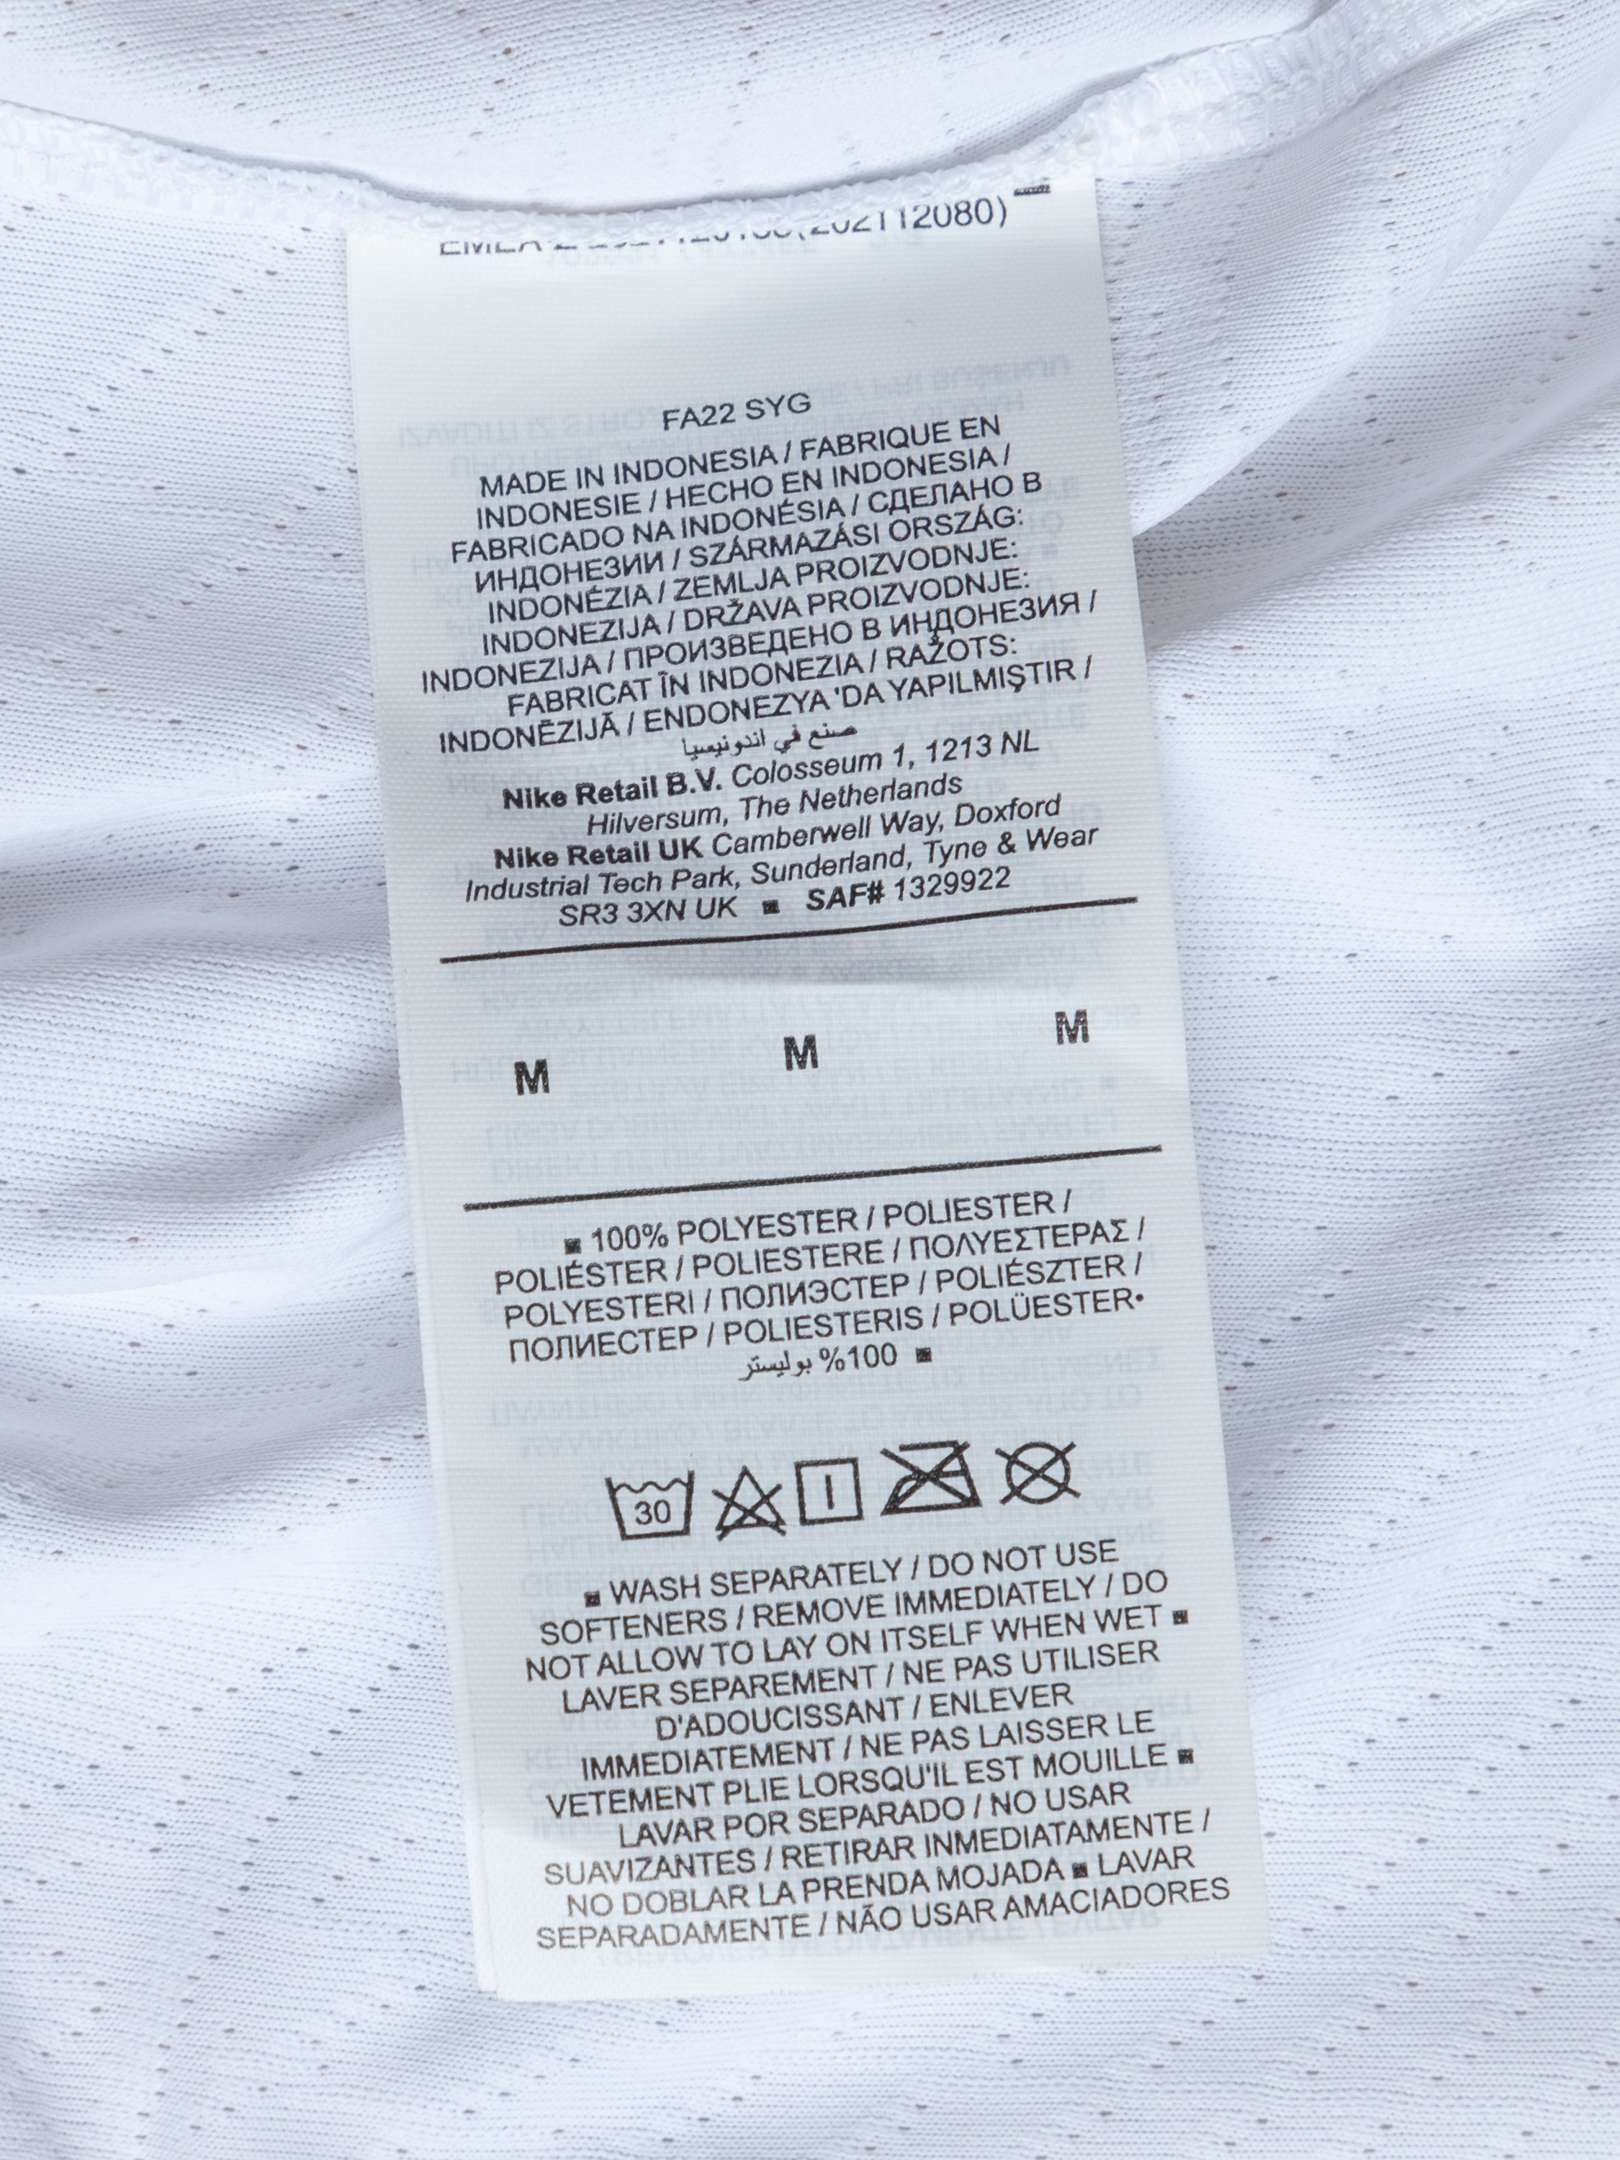 202112080)
FA22 SYG
MADE IN INDONESIA / FABRIQUE EN
INDONESIE / HECHO EN INDONESIA /
FABRICADO NA INDONÉSIA / СДЕЛАНО В
ИНДОНЕЗИИ / SZÁRMAZÁSI ORSZÁG:
INDONÉZIA / ZEMLJA PROIZVODNJE:
INDONEZIJA / DRŽAVA PROIZVODNJE:
INDONEZIJA / ПРОИЗВЕДЕНО В ИНДОНЕЗИЯ /
FABRICAT ÎN INDONEZIA / RAŽOTS:
INDONĒZIJĀ / ENDONEZYA 'DA YAPILMIŞTIR /
صنع في اندونيسيا
Nike Retail B.V. Colosseum 1, 1213 NL
Hilversum, The Netherlands
Nike Retail UK Camberwell Way, Doxford
Industrial Tech Park, Sunderland, Tyne & Wear
SR3 3XN UK ■ SAF# 1329922
M M M
■ 100% POLYESTER / POLIESTER /
POLIÉSTER / POLIESTERE / ΠΟΛΥΕΣΤΕΡΑΣ /
POLYESTERI / ПОЛИЭСТЕР / POLIÉSZTER /
ПОЛИЕСТЕР / POLIESTERIS / POLÜESTER•
100% بوليستر ■
30
■ WASH SEPARATELY / DO NOT USE
SOFTENERS / REMOVE IMMEDIATELY / DO
NOT ALLOW TO LAY ON ITSELF WHEN WET ■
LAVER SEPAREMENT / NE PAS UTILISER
D'ADOUCISSANT / ENLEVER
IMMEDIATEMENT / NE PAS LAISSER LE
VETEMENT PLIE LORSQU'IL EST MOUILLE ■
LAVAR POR SEPARADO / NO USAR
SUAVIZANTES / RETIRAR INMEDIATAMENTE /
NO DOBLAR LA PRENDA MOJADA ■ LAVAR
SEPARADAMENTE / NÃO USAR AMACIADORES